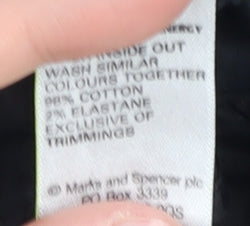 ENERGY
INSIDE OUT
WASH SIMILAR
COLOURS TOGETHER
98% COTTON
2% ELASTANE
EXCLUSIVE OF
TRIMMINGS
© Marks and Spencer plc
PO Box 3339